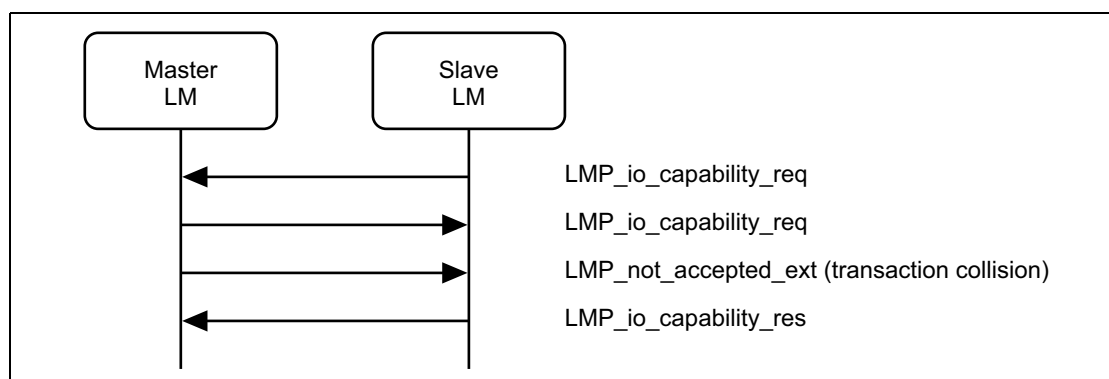 Master
LM
Slave
LM
LMP_io_capability_req
LMP_io_capability_req
LMP_not_accepted_ext (transaction collision)
LMP_io_capability_res